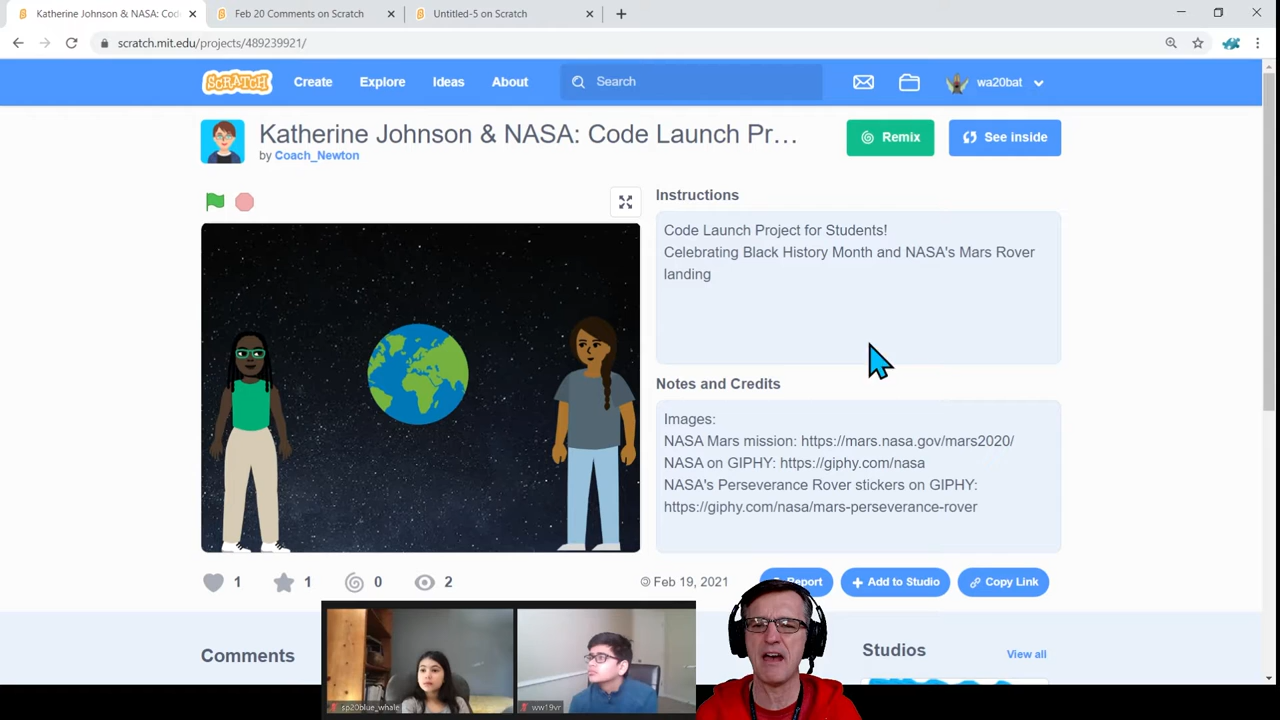 Katherine Johnson & NASA: Cod
Feb 20 Comments on Scratch
Untitled-5 on Scratch
scratch.mit.edu/projects/489239921/
SCRATCH
Create
Explore
Ideas
About
Search
wa20bat
Katherine Johnson & NASA: Code Launch Pr...
by Coach_Newton
Remix
See inside
Instructions
Code Launch Project for Students!
Celebrating Black History Month and NASA's Mars Rover
landing
Notes and Credits
Images:
NASA Mars mission: https://mars.nasa.gov/mars2020/
NASA on GIPHY: https://giphy.com/nasa
NASA's Perseverance Rover stickers on GIPHY:
https://giphy.com/nasa/mars-perseverance-rover
1
1
0
2
© Feb 19, 2021
Report
Add to Studio
Copy Link
Comments
Studios
View all
sp20blue_whale
ww19vr